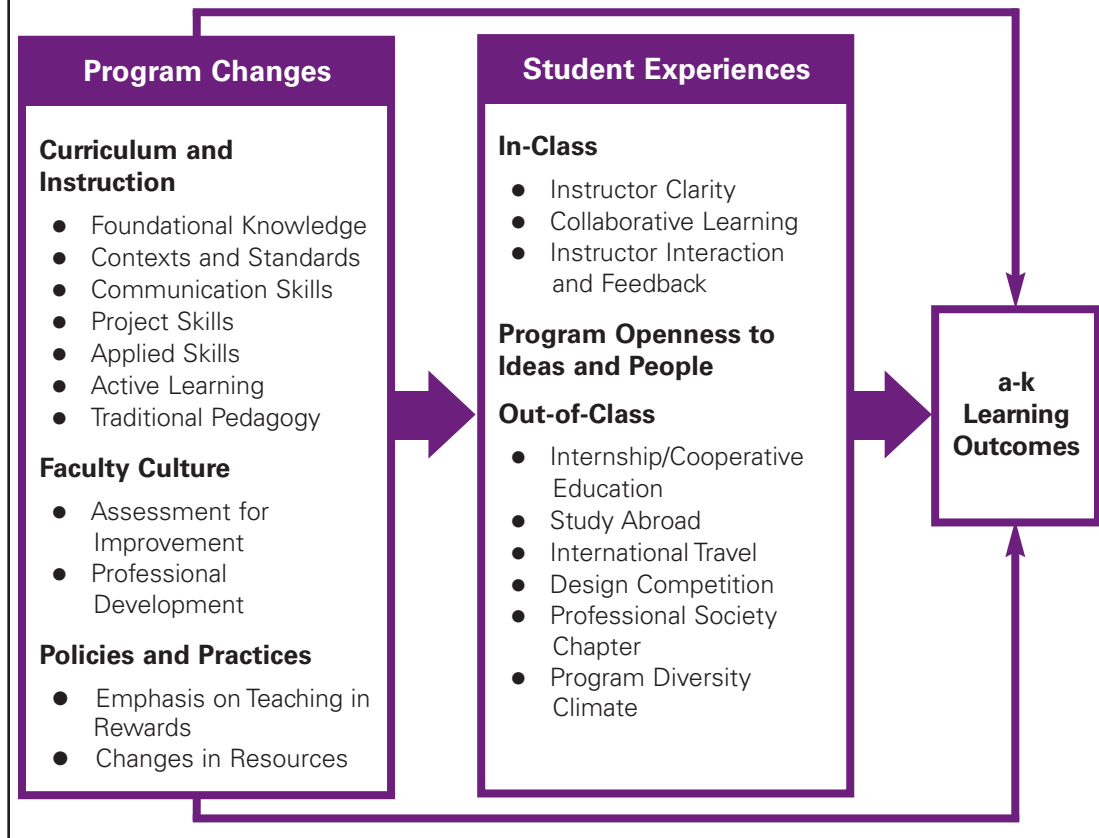 Program Changes
Curriculum and
Instruction
● Foundational Knowledge
● Contexts and Standards
● Communication Skills
● Project Skills
● Applied Skills
● Active Learning
● Traditional Pedagogy
Faculty Culture
● Assessment for
Improvement
● Professional
Development
Policies and Practices
● Emphasis on Teaching in
Rewards
● Changes in Resources
Student Experiences
In-Class
● Instructor Clarity
● Collaborative Learning
● Instructor Interaction
and Feedback
Program Openness to
Ideas and People
Out-of-Class
● Internship/Cooperative
Education
● Study Abroad
● International Travel
● Design Competition
● Professional Society
Chapter
● Program Diversity
Climate
a-k
Learning
Outcomes